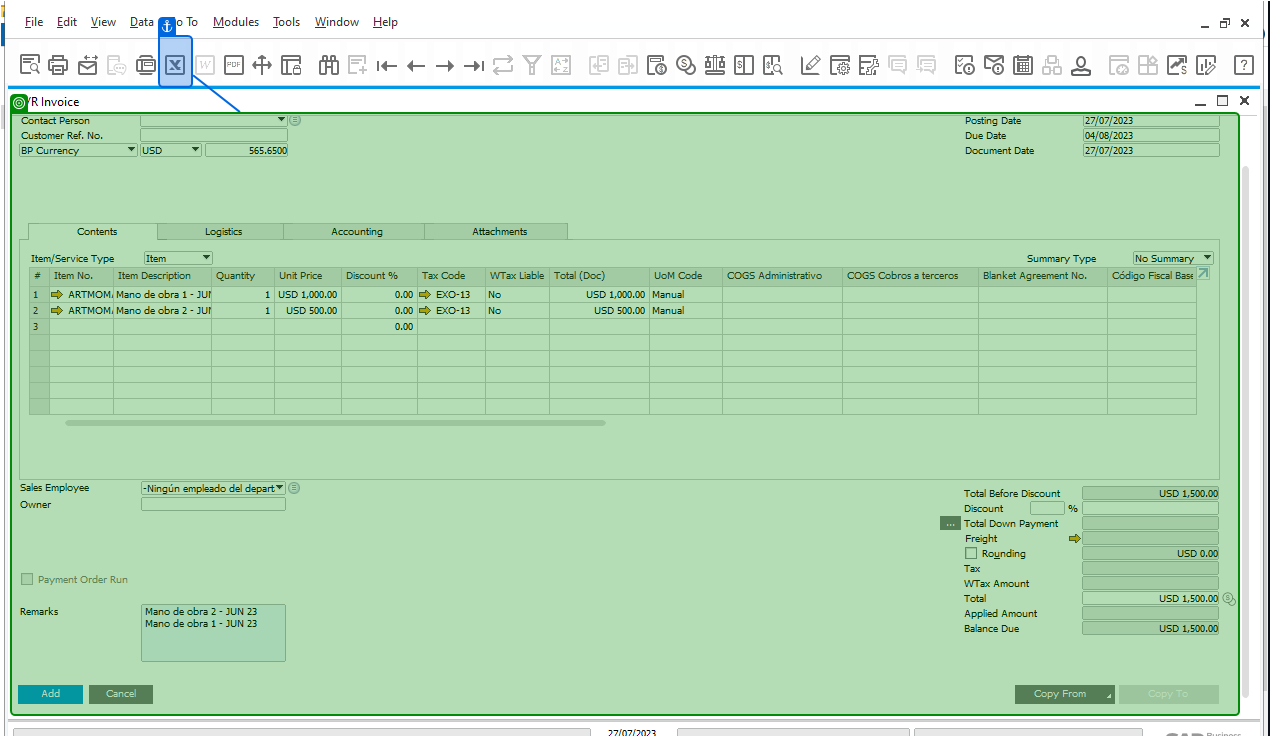 File Edit View Data o To Modules Tools Window Help
W PDF
/R Invoice
Contact Person Posting Date 27/07/2023
Customer Ref. No. Due Date 04/08/2023
BP Currency USD 565.6500 Document Date 27/07/2023
Contents Logistics Accounting Attachments
Item/Service Type Item Summary Type No Summary
# Item No. Item Description Quantity Unit Price Discount % Tax Code WTax Liable Total (Doc) UoM Code COGS Administrativo COGS Cobros a terceros Blanket Agreement No. Código Fiscal Base
1 ARTMOM Mano de obra 1 - JUN 1 USD 1,000.00 0.00 EXO-13 No USD 1,000.00 Manual
2 ARTMOM Mano de obra 2 - JUN 1 USD 500.00 0.00 EXO-13 No USD 500.00 Manual
3 0.00
Sales Employee -Ningún empleado del depart
Owner
Total Before Discount USD 1,500.00
Discount %
... Total Down Payment
Freight
Rounding USD 0.00
Payment Order Run
Tax
WTax Amount
Total USD 1,500.00
Applied Amount
Balance Due USD 1,500.00
Remarks Mano de obra 2 - JUN 23
Mano de obra 1 - JUN 23
Add Cancel Copy From Copy To
27/07/2023
Business